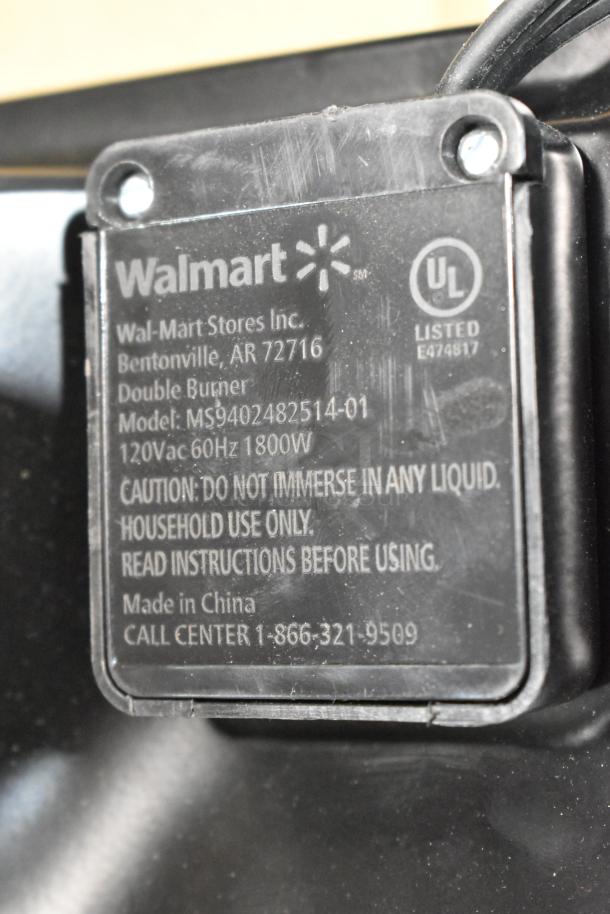 Walmart SM
UL
LISTED
E474817
Wal-Mart Stores Inc.
Bentonville, AR 72716
Double Burner
Model: MS9402482514-01
120Vac 60Hz 1800W
CAUTION: DO NOT IMMERSE IN ANY LIQUID.
HOUSEHOLD USE ONLY.
READ INSTRUCTIONS BEFORE USING.
Made in China
CALL CENTER 1-866-321-9509